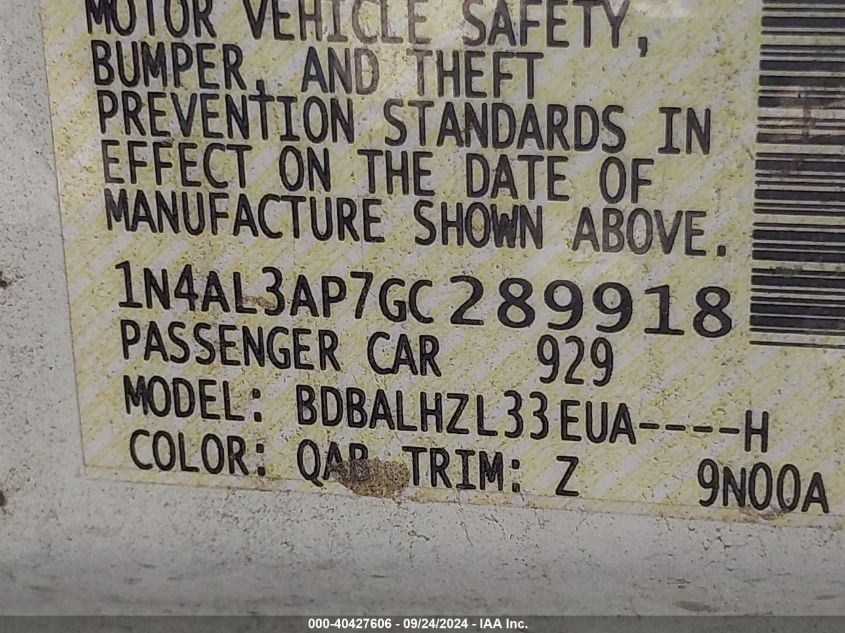 MOTOR VEHICLE SAFETY,
BUMPER, AND THEFT
PREVENTION STANDARDS IN
EFFECT ON THE DATE OF
MANUFACTURE SHOWN ABOVE.
1N4AL3AP7GC289918
PASSENGER CAR 929
MODEL: BDBALHZL33EUA----H
COLOR: QAB TRIM: Z 9N00A
000-40427606 - 09/24/2024 - IAA Inc.